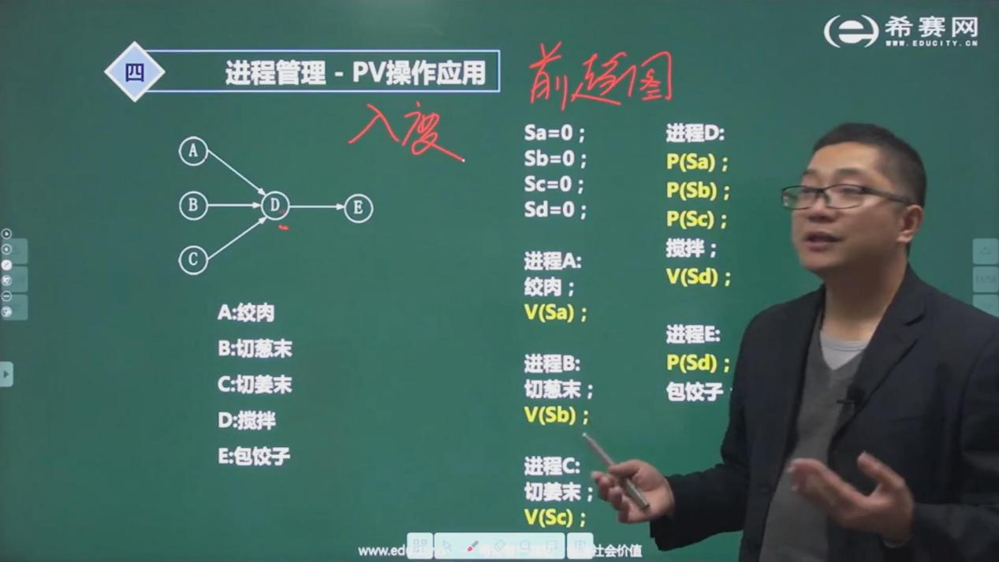 希赛网
WWW.EDUCITY.CN
四
进程管理 - PV操作应用
前趋图
入度
A
B
C
D
E
A:绞肉
B:切葱末
C:切姜末
D:搅拌
E:包饺子
Sa=0；
Sb=0；
Sc=0；
Sd=0；
进程A:
绞肉；
V(Sa)；
进程B:
切葱末；
V(Sb)；
进程C:
切姜末；
V(Sc)；
进程D:
P(Sa)；
P(Sb)；
P(Sc)；
搅拌；
V(Sd)；
进程E:
P(Sd)；
包饺子
社会价值